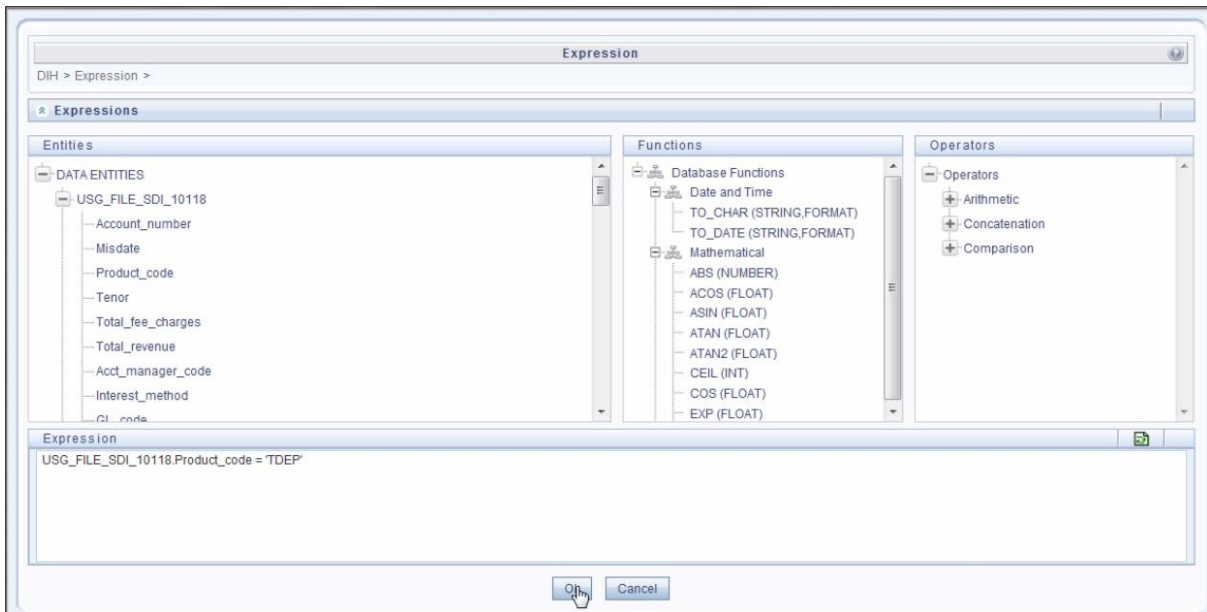 Expression
DIH > Expression >
Expressions
Entities
DATA ENTITIES
USG_FILE_SDI_10118
Account_number
Misdate
Product_code
Tenor
Total_fee_charges
Total_revenue
Acct_manager_code
Interest_method
GL_code
Functions
Database Functions
Date and Time
TO_CHAR (STRING,FORMAT)
TO_DATE (STRING,FORMAT)
Mathematical
ABS (NUMBER)
ACOS (FLOAT)
ASIN (FLOAT)
ATAN (FLOAT)
ATAN2 (FLOAT)
CEIL (INT)
COS (FLOAT)
EXP (FLOAT)
Operators
Operators
Arithmetic
Concatenation
Comparison
Expression
USG_FILE_SDI_10118.Product_code = 'TDEP'
Cancel